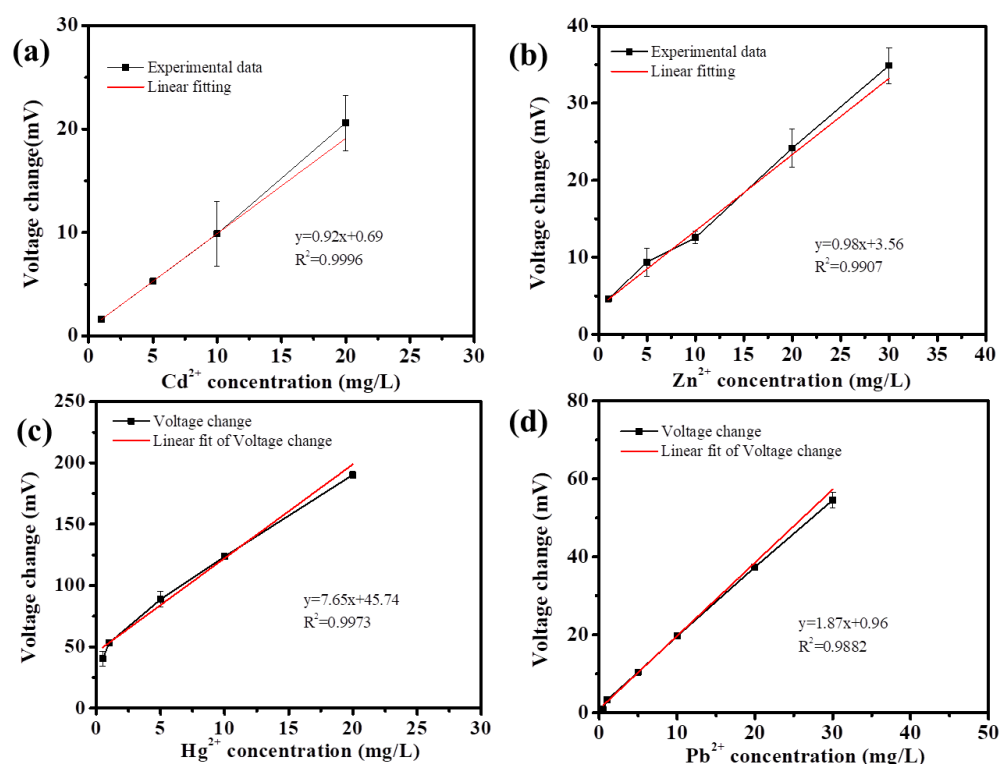 (a)
30
20
10
0
Voltage change(mV)
Experimental data
Linear fitting
y=0.92x+0.69
R²=0.9996
0 5 10 15 20 25 30
Cd²⁺ concentration (mg/L)
(b)
40
30
20
10
0
Voltage change (mV)
Experimental data
Linear fitting
y=0.98x+3.56
R²=0.9907
0 5 10 15 20 25 30 35 40
Zn²⁺ concentration (mg/L)
(c)
250
200
150
100
50
0
Voltage change (mV)
Voltage change
Linear fit of Voltage change
y=7.65x+45.74
R²=0.9973
0 5 10 15 20 25 30
Hg²⁺ concentration (mg/L)
(d)
80
60
40
20
0
Voltage change (mV)
Voltage change
Linear fit of Voltage change
y=1.87x+0.96
R²=0.9882
0 10 20 30 40 50
Pb²⁺ concentration (mg/L)